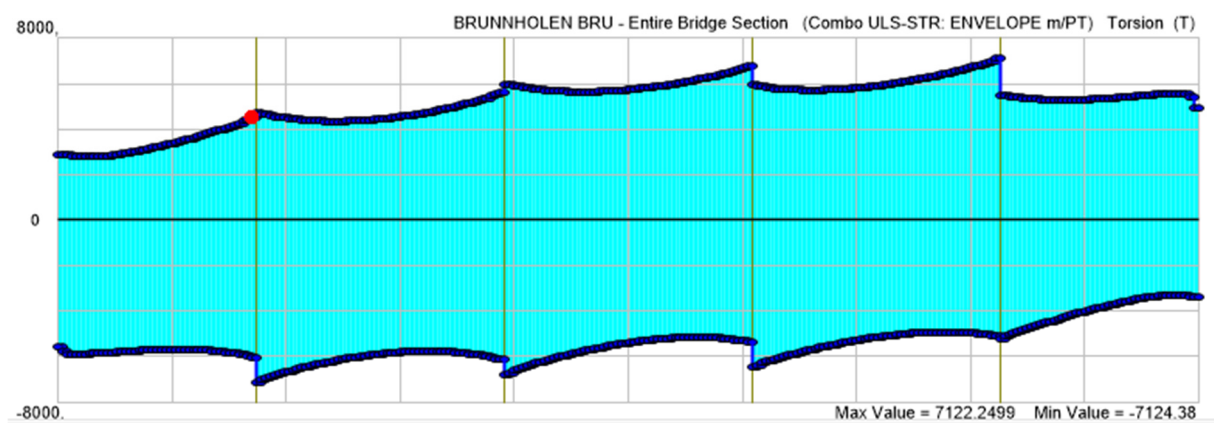 BRUNNHOLEN BRU - Entire Bridge Section (Combo ULS-STR: ENVELOPE m/PT) Torsion (T)
8000.
0
-8000.
Max Value = 7122.2499 Min Value = -7124.38